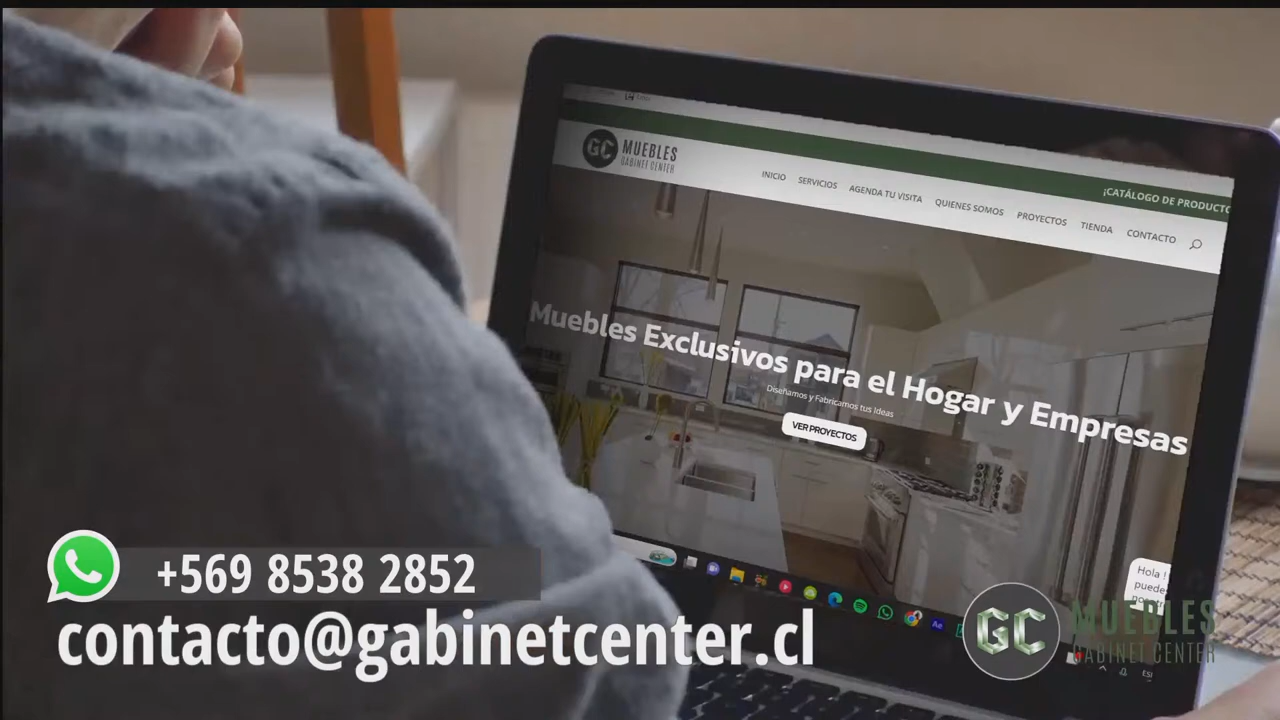 ¡CATÁLOGO DE PRODUCTO
GC MUEBLES
GABINET CENTER
INICIO SERVICIOS AGENDA TU VISITA QUIENES SOMOS PROYECTOS TIENDA CONTACTO
Muebles Exclusivos para el Hogar y Empresas
Diseñamos y Fabricamos tus Ideas
VER PROYECTOS
Hola !
puede
+569 8538 2852
contacto@gabinetcenter.cl
GC MUEBLES
GABINET CENTER
Ae